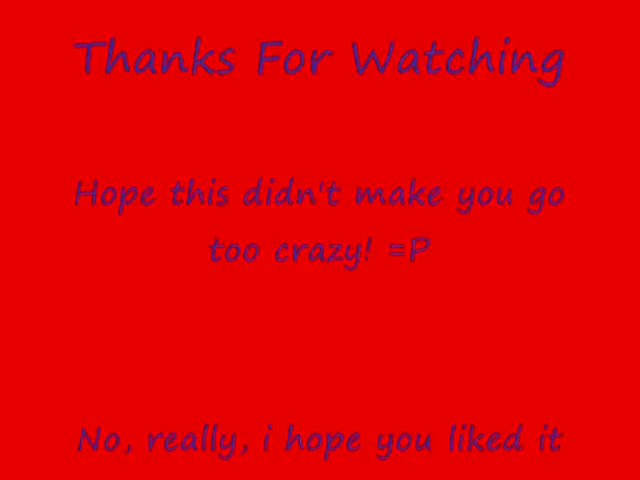 Thanks For Watching
Hope this didn't make you go
too crazy! =P
No, really, i hope you liked it